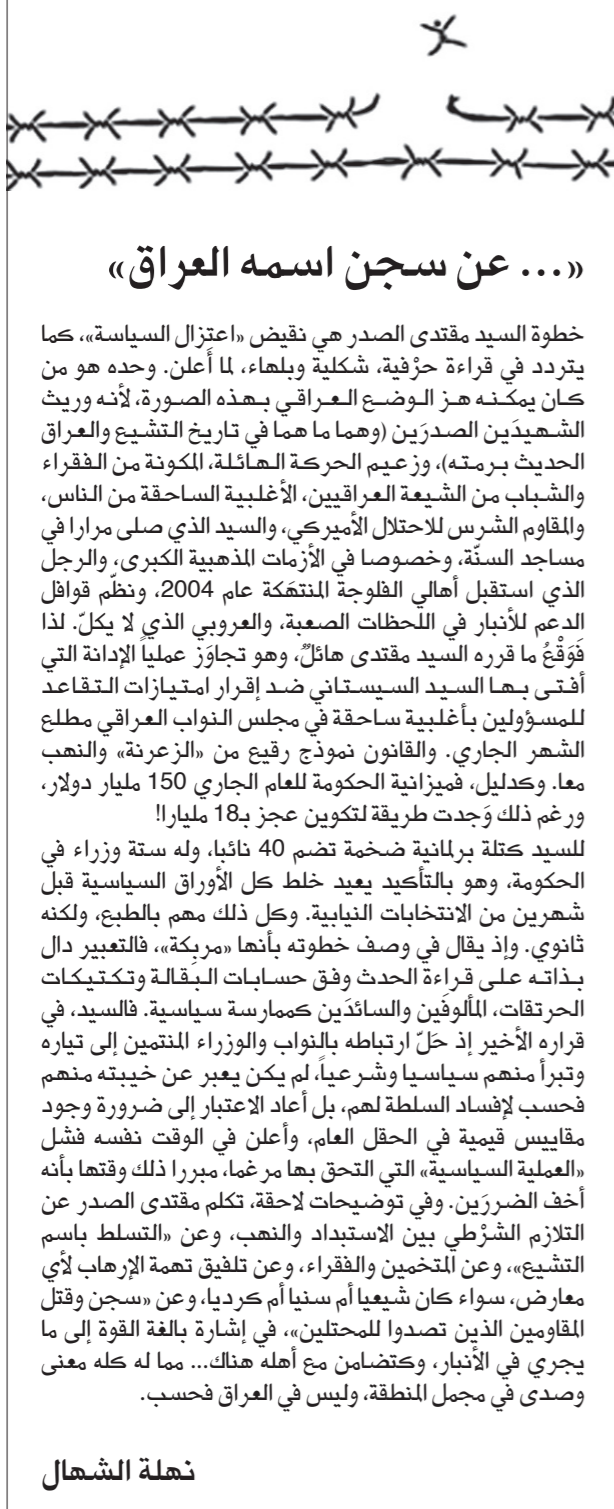 «... عن سجن اسمه العراق»
خطوة السيد مقتدى الصدر هي نقيض «اعتزال السياسة»، كما
يتردد في قراءة حرْفية، شكلية وبلهاء، لما أُعلن. وحده هو من
كان يمكنه هز الوضع العراقي بهذه الصورة، لأنه وريث
الشهيدَين الصدرَين (وهما ما هما في تاريخ التشيع والعراق
الحديث برمته)، وزعيم الحركة الهائلة، المكونة من الفقراء
والشباب من الشيعة العراقيين، الأغلبية الساحقة من الناس،
والمقاوم الشرس للاحتلال الأميركي، والسيد الذي صلى مرارا في
مساجد السنّة، وخصوصا في الأزمات المذهبية الكبرى، والرجل
الذي استقبل أهالي الفلوجة المنتهَكة عام 2004، ونظّم قوافل
الدعم للأنبار في اللحظات الصعبة، والعروبي الذي لا يكلّ. لذا
فَوَقْعُ ما قرره السيد مقتدى هائلٌ، وهو تجاوَز عملياً الإدانة التي
أفتى بها السيد السيستاني ضد إقرار امتيازات التقاعد
للمسؤولين بأغلبية ساحقة في مجلس النواب العراقي مطلع
الشهر الجاري. والقانون نموذج رقيع من «الزعرنة» والنهب
معا. وكدليل، فميزانية الحكومة للعام الجاري 150 مليار دولار،
ورغم ذلك وَجدت طريقة لتكوين عجز بـ18 مليارا!
للسيد كتلة برلمانية ضخمة تضم 40 نائبا، وله ستة وزراء في
الحكومة، وهو بالتأكيد يعيد خلط كل الأوراق السياسية قبل
شهرين من الانتخابات النيابية. وكل ذلك مهم بالطبع، ولكنه
ثانوي. وإذ يقال في وصف خطوته بأنها «مربِكة»، فالتعبير دال
بذاته على قراءة الحدث وفق حسابات البقالة وتكتيكات
الحرتقات، المألوفَين والسائدَين كممارسة سياسية. فالسيد، في
قراره الأخير إذ حَلّ ارتباطه بالنواب والوزراء المنتمين إلى تياره
وتبرأ منهم سياسيا وشرعياً، لم يكن يعبر عن خيبته منهم
فحسب لإفساد السلطة لهم، بل أعاد الاعتبار إلى ضرورة وجود
مقاييس قيمية في الحقل العام، وأعلن في الوقت نفسه فشل
«العملية السياسية» التي التحق بها مرغما، مبررا ذلك وقتها بأنه
أخف الضررَين. وفي توضيحات لاحقة، تكلم مقتدى الصدر عن
التلازم الشرْطي بين الاستبداد والنهب، وعن «التسلط باسم
التشيع»، وعن المتخمين والفقراء، وعن تلفيق تهمة الإرهاب لأي
معارض، سواء كان شيعيا أم سنيا أم كرديا، وعن «سجن وقتل
المقاومين الذين تصدوا للمحتلين»، في إشارة بالغة القوة إلى ما
يجري في الأنبار، وكتضامن مع أهله هناك... مما له كله معنى
وصدى في مجمل المنطقة، وليس في العراق فحسب.
نهلة الشهال